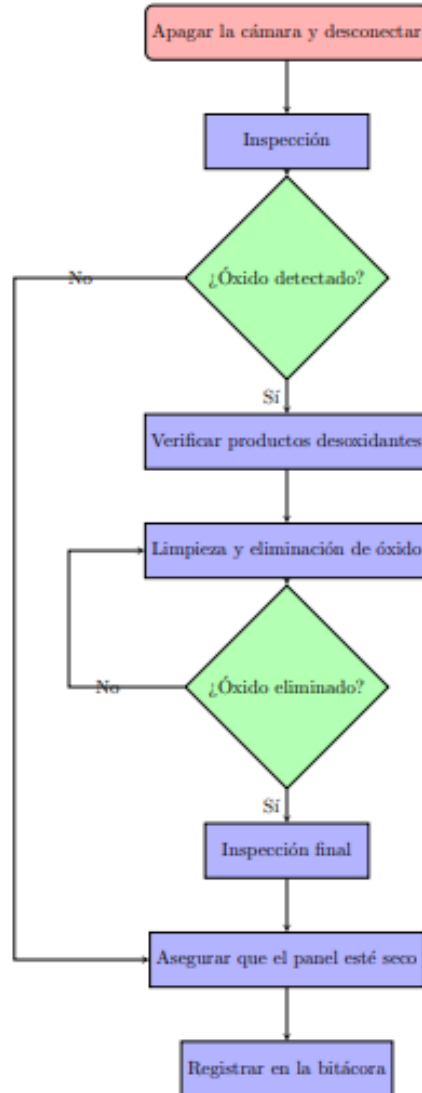 Apagar la cámara y desconectar
Inspección
¿Óxido detectado?
No
Sí
Verificar productos desoxidantes
Limpieza y eliminación de óxido
¿Óxido eliminado?
No
Sí
Inspección final
Asegurar que el panel esté seco
Registrar en la bitácora